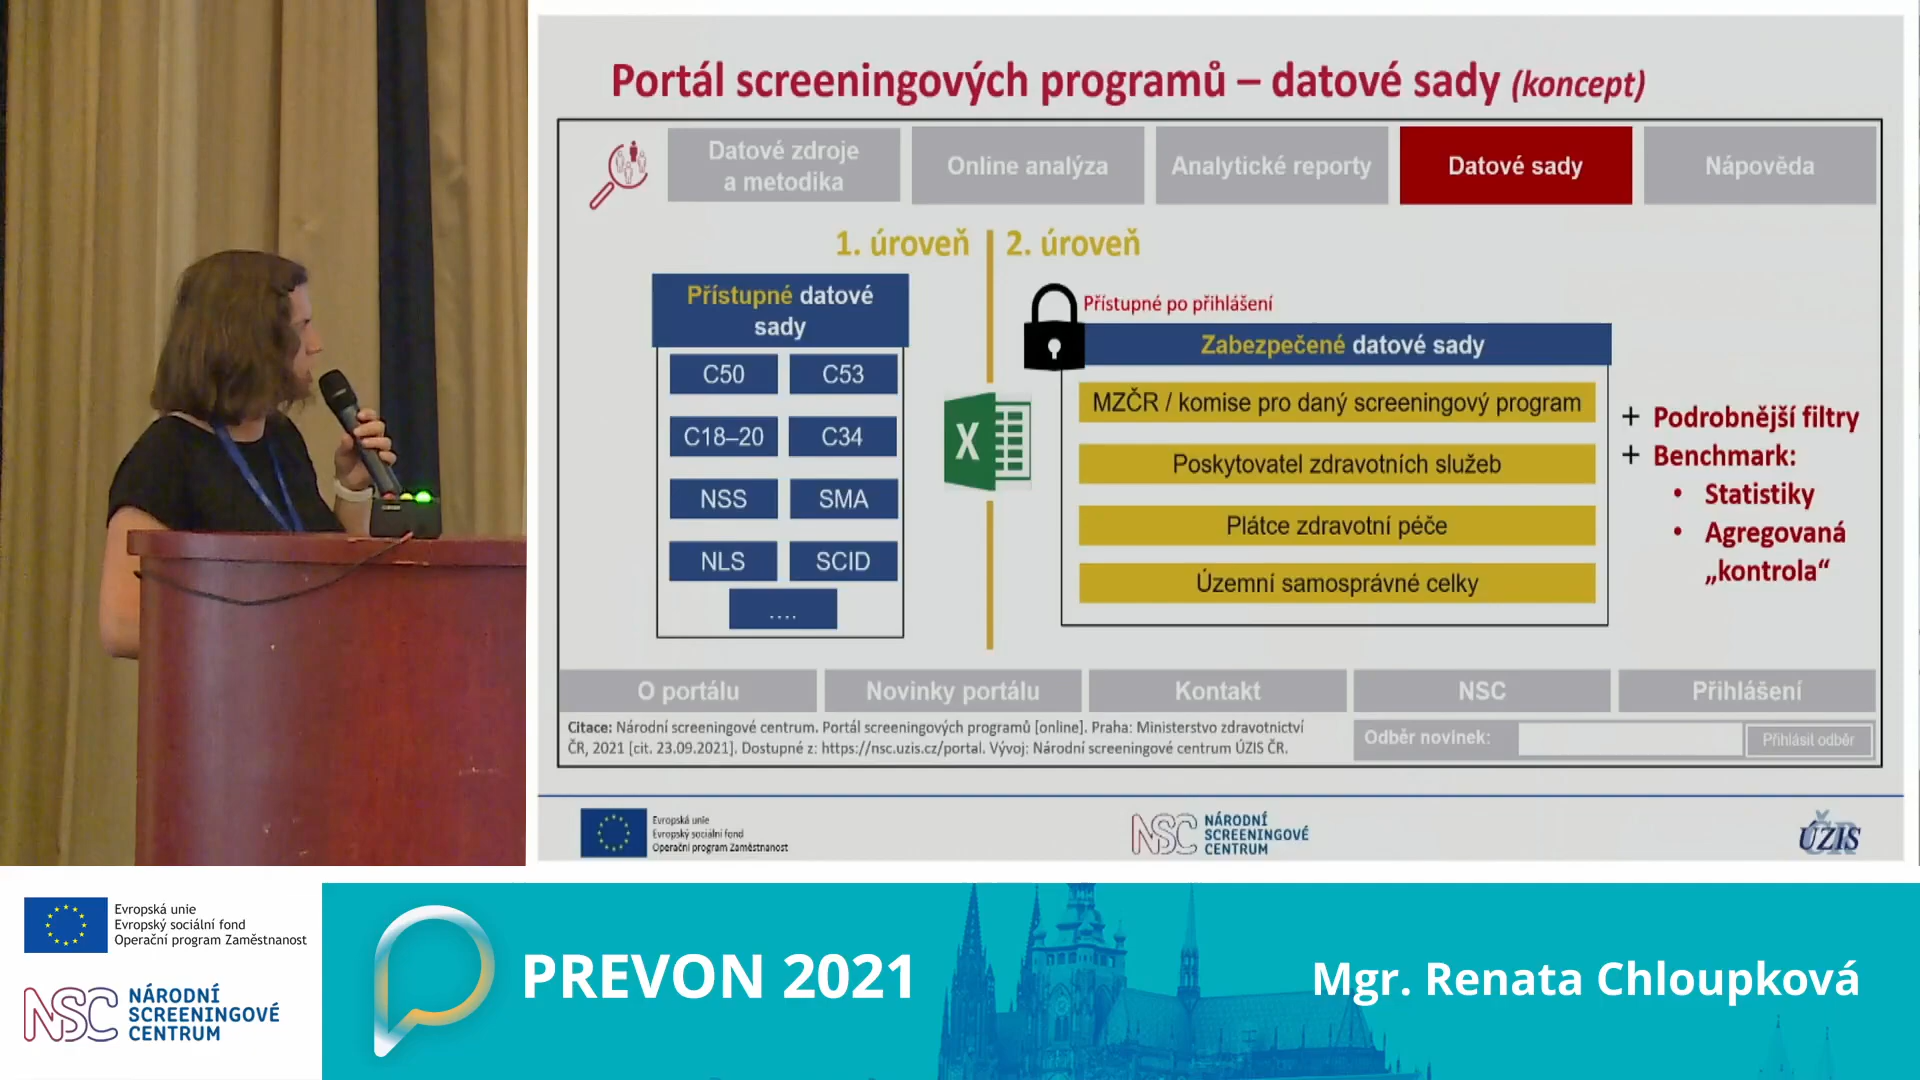 Portál screeningových programů – datové sady (koncept)
Datové zdroje
a metodika
Online analýza
Analytické reporty
Datové sady
Nápověda
1. úroveň
2. úroveň
Přístupné datové
sady
C50
C53
C18–20
C34
NSS
SMA
NLS
SCID
....
X
Přístupné po přihlášení
Zabezpečené datové sady
MZČR / komise pro daný screeningový program
Poskytovatel zdravotních služeb
Plátce zdravotní péče
Územní samosprávné celky
+ Podrobnější filtry
+ Benchmark:
• Statistiky
• Agregovaná
„kontrola“
O portálu
Novinky portálu
Kontakt
NSC
Přihlášení
Citace: Národní screeningové centrum. Portál screeningových programů [online]. Praha: Ministerstvo zdravotnictví
ČR, 2021 [cit. 23.09.2021]. Dostupné z: https://nsc.uzis.cz/portal. Vývoj: Národní screeningové centrum ÚZIS ČR.
Odběr novinek:
Přihlásit odběr
Evropská unie
Evropský sociální fond
Operační program Zaměstnanost
NSC
NÁRODNÍ
SCREENINGOVÉ
CENTRUM
ÚZIS
ČR
Evropská unie
Evropský sociální fond
Operační program Zaměstnanost
NSC
NÁRODNÍ
SCREENINGOVÉ
CENTRUM
PREVON 2021
Mgr. Renata Chloupková